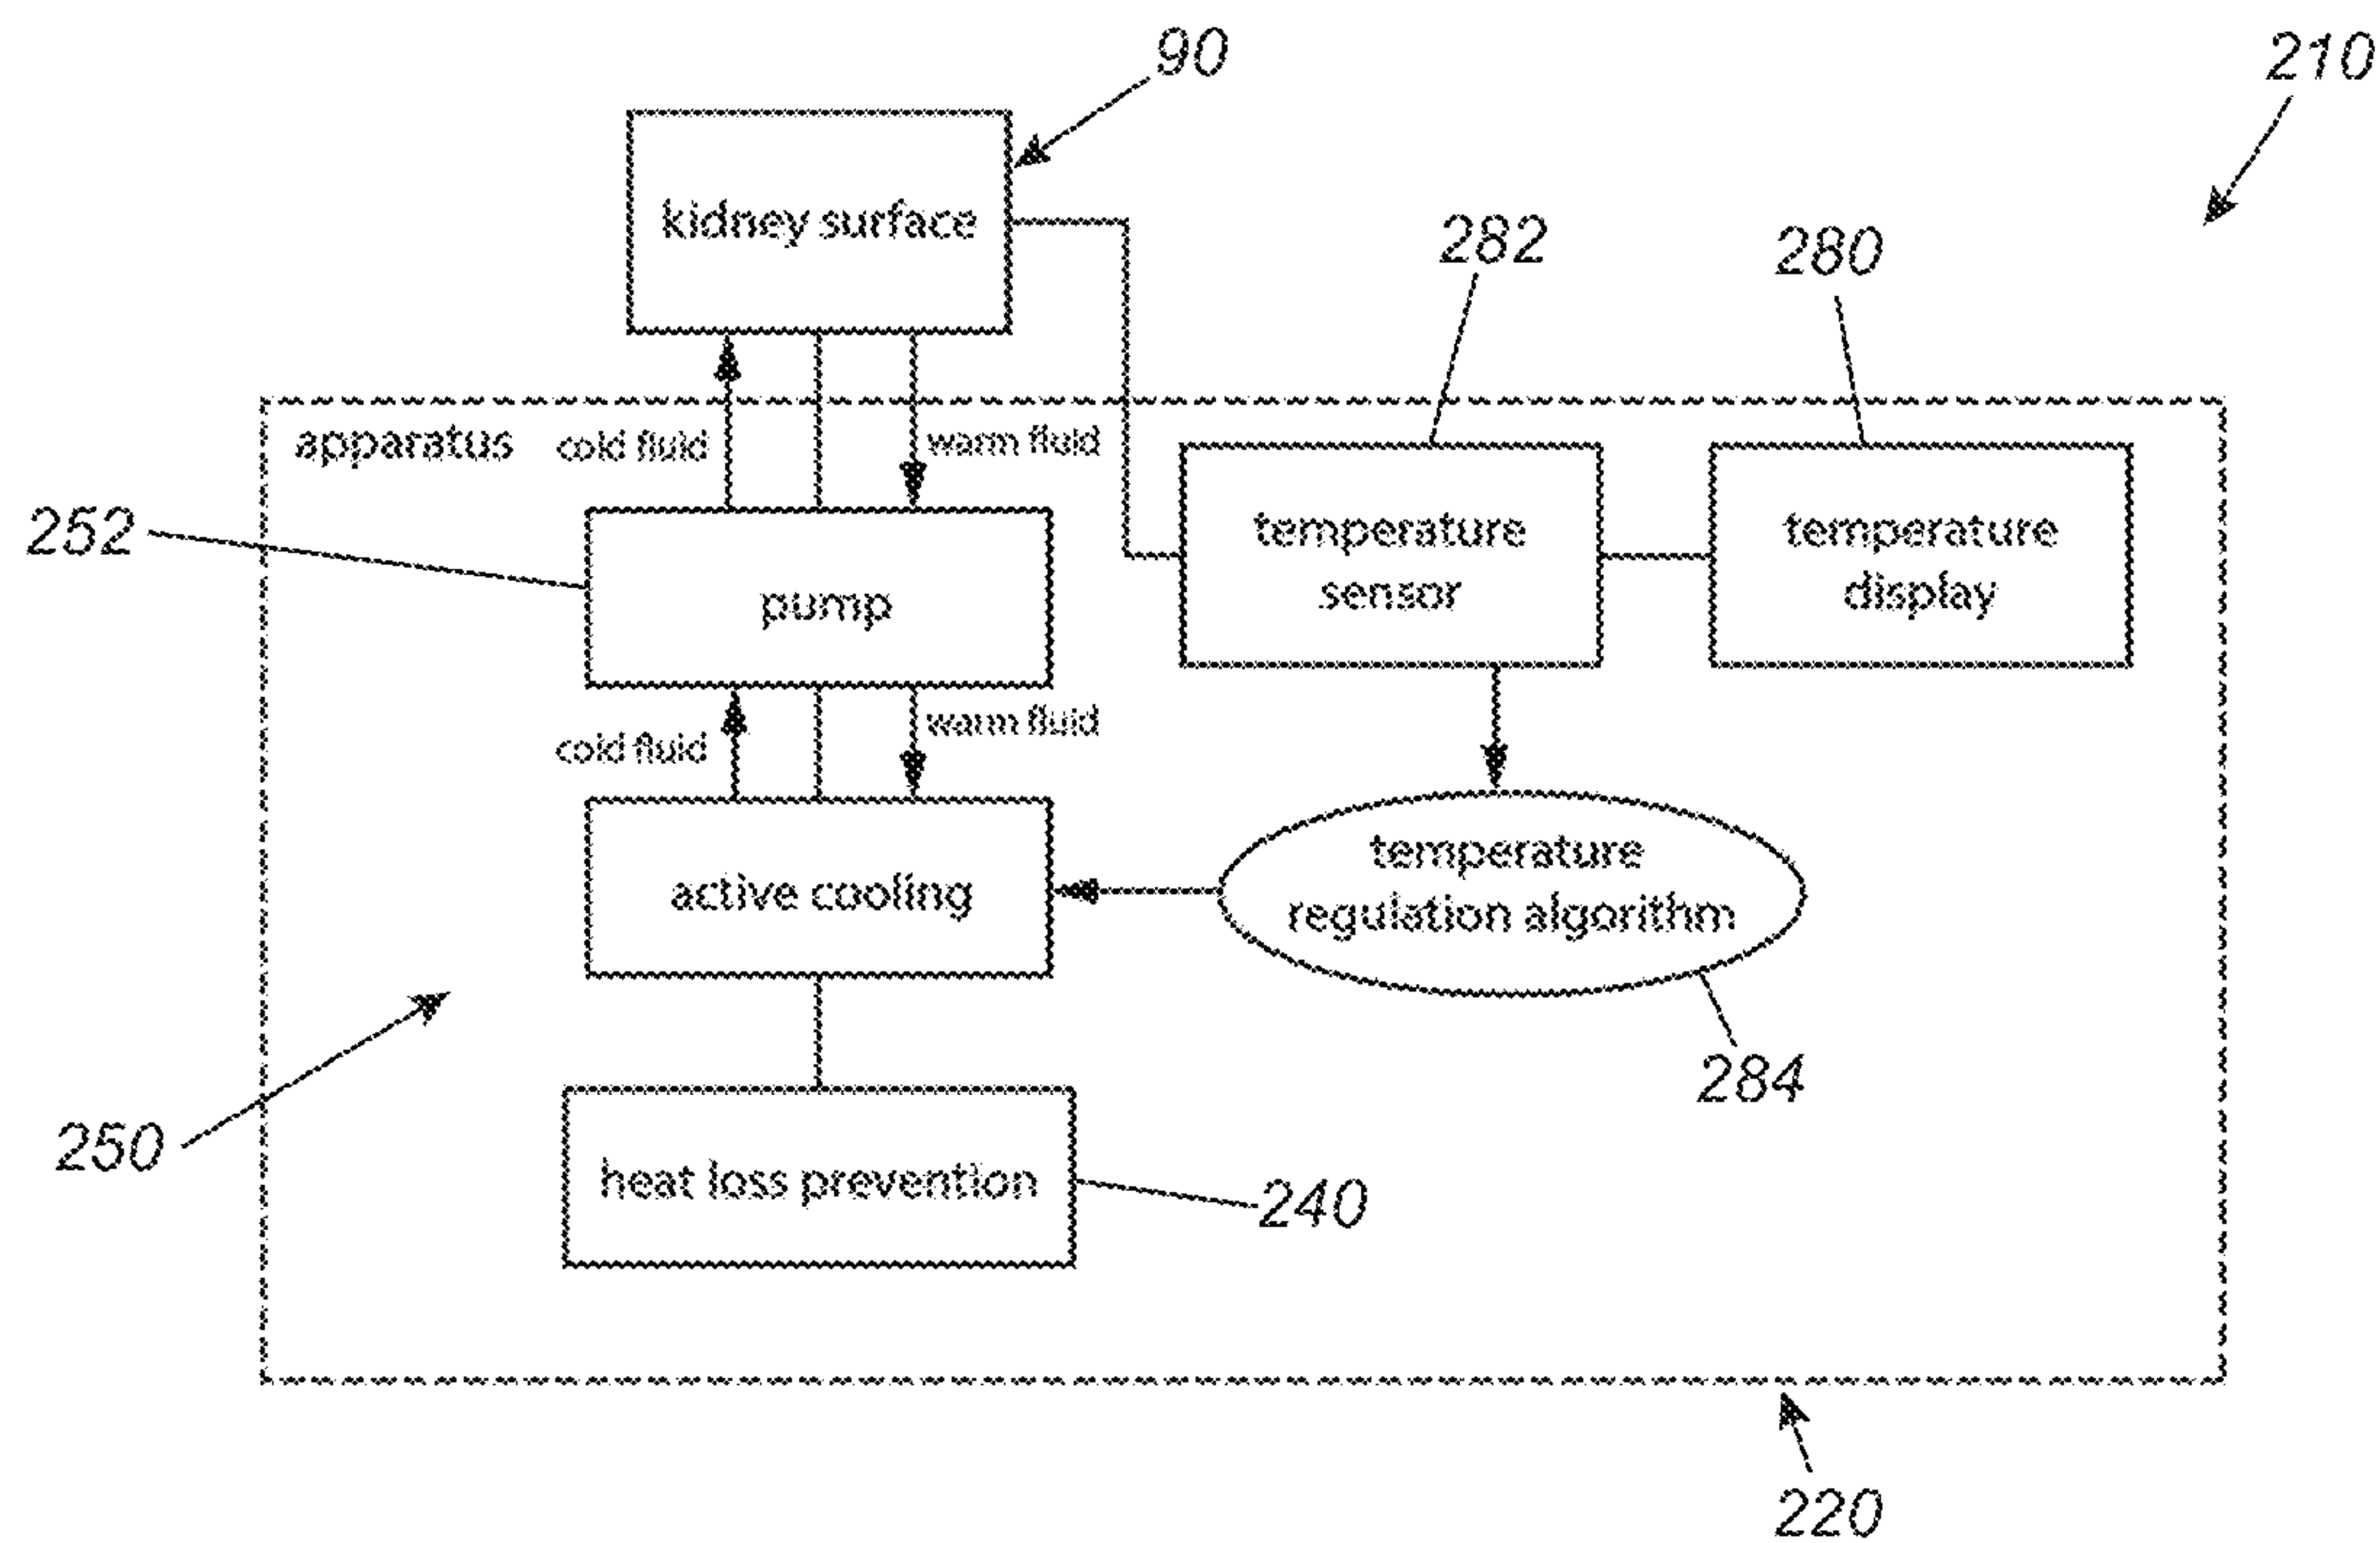 90
210
kidney surface
282
280
apparatus
cold fluid
warm fluid
252
temperature
sensor
temperature
display
pump
cold fluid
warm fluid
active cooling
temperature
regulation algorithm
284
250
heat loss prevention
240
220